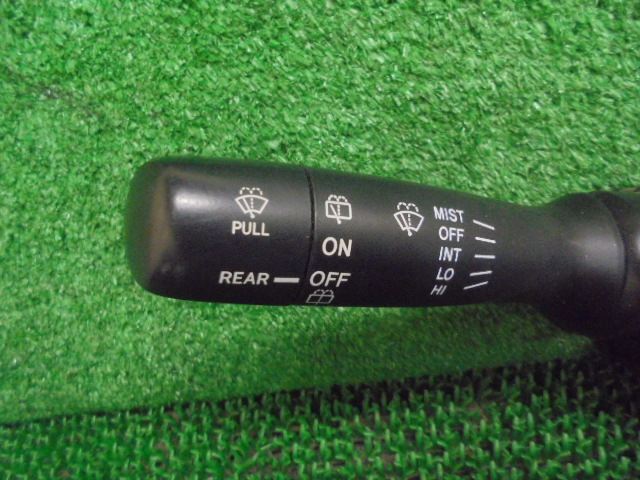 PULL
REAR
ON
OFF
MIST
OFF
INT
LO
HI